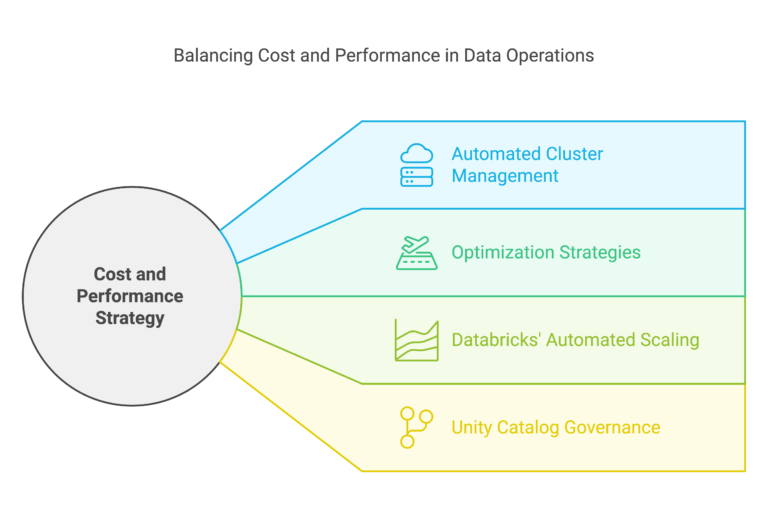 Balancing Cost and Performance in Data Operations
Automated Cluster
Management
Optimization Strategies
Cost and
Performance
Strategy
Databricks' Automated Scaling
Unity Catalog Governance